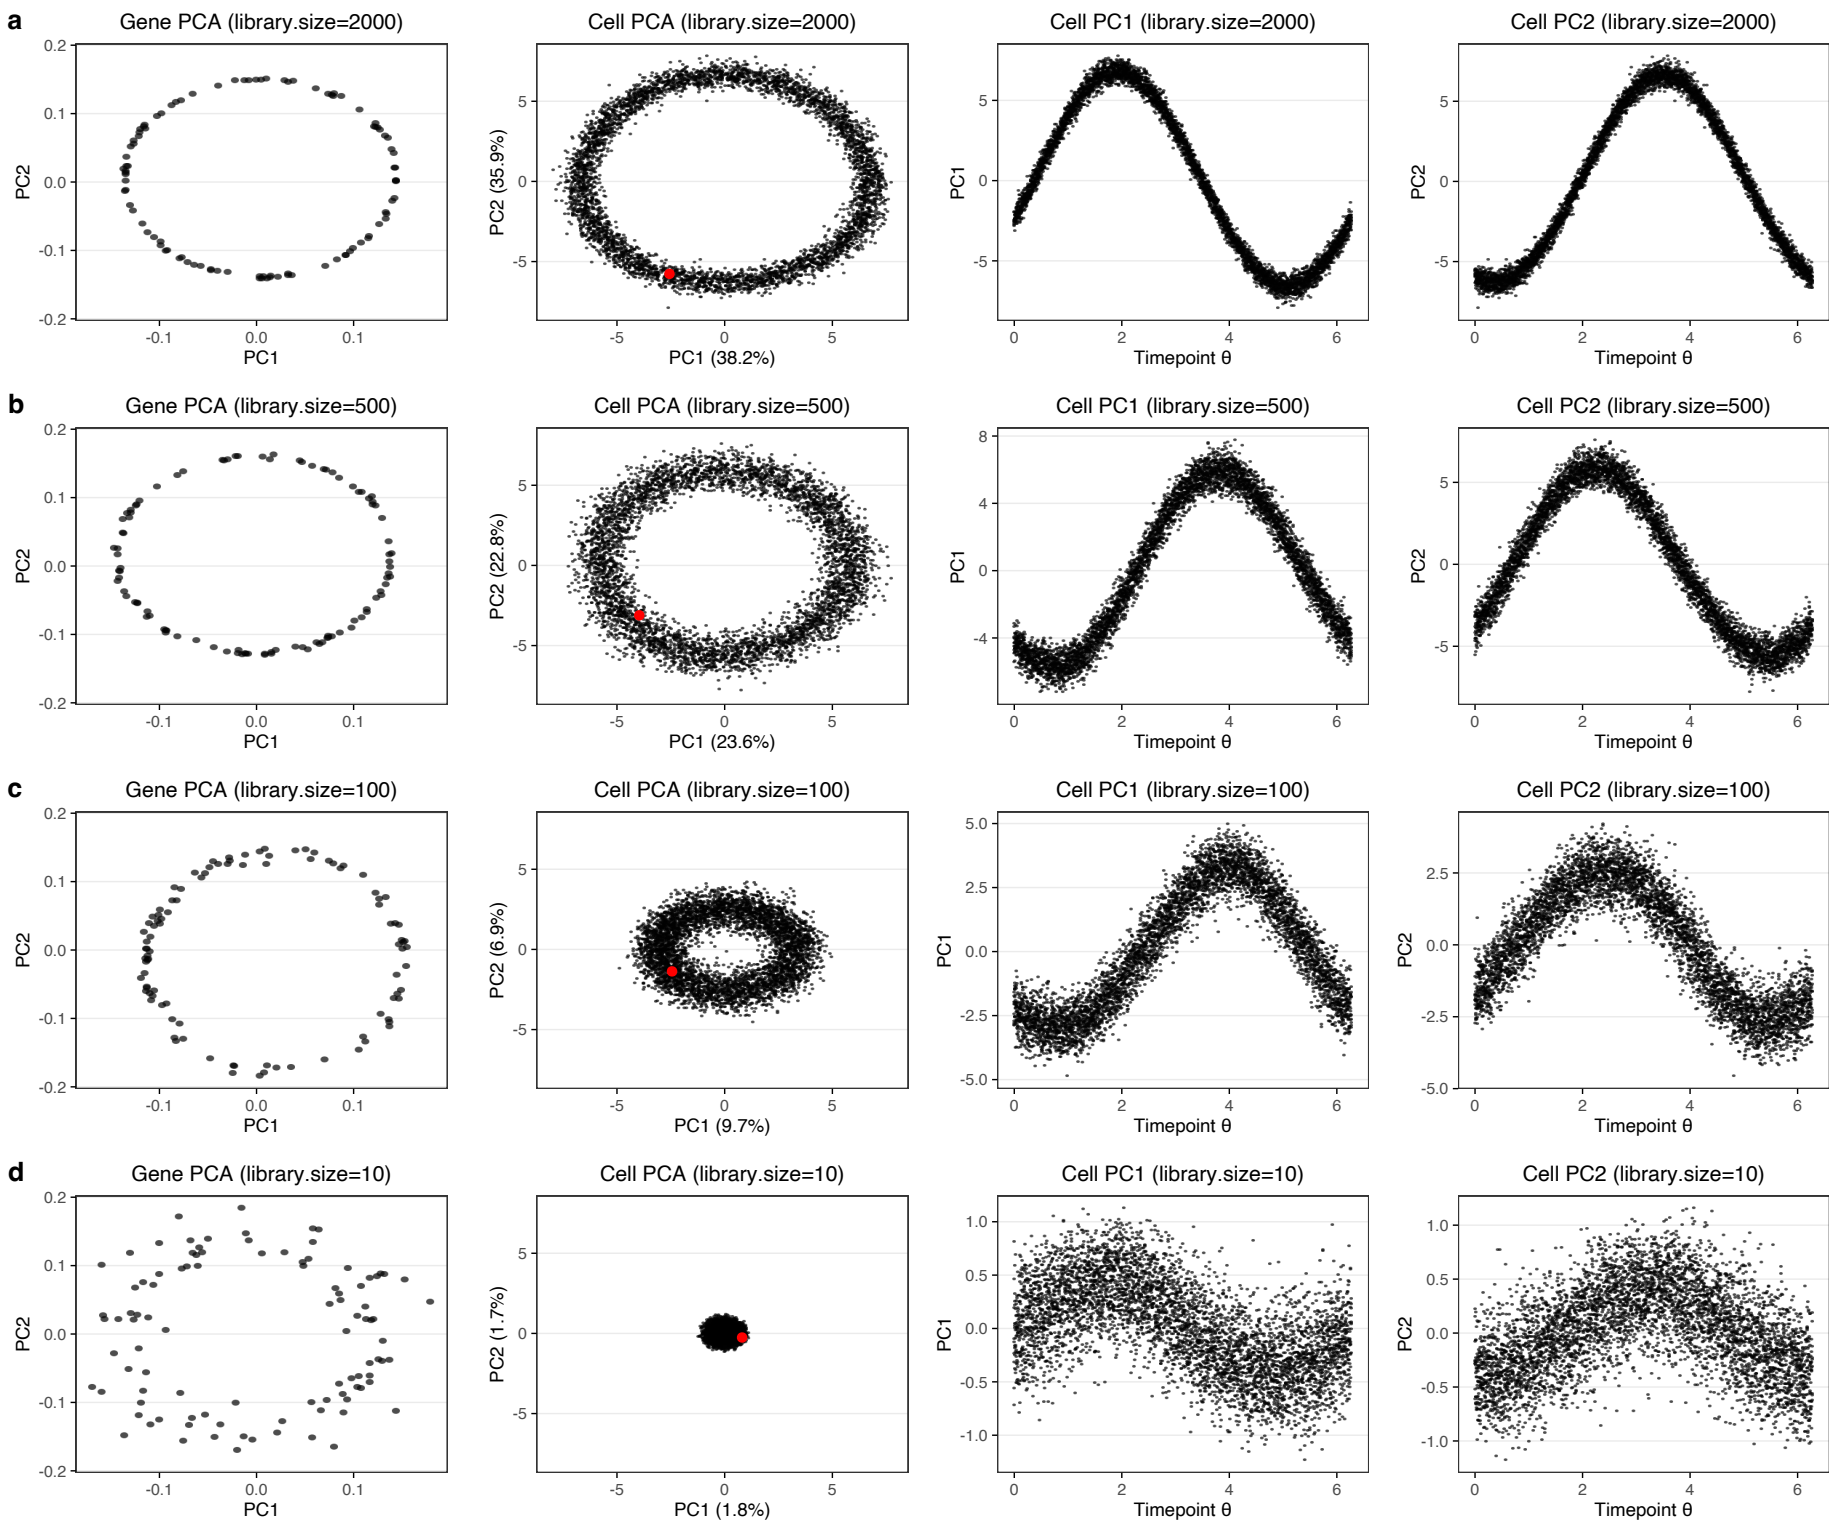 a
Gene PCA (library.size=2000)
Cell PCA (library.size=2000)
Cell PC1 (library.size=2000)
Cell PC2 (library.size=2000)
PC2
0.2
0.1
0.0
-0.1
-0.2
-0.1
0.0
0.1
PC1
PC2 (35.9%)
5
0
-5
-5
0
5
PC1 (38.2%)
PC1
5
0
-5
0
2
4
6
Timepoint θ
PC2
5
0
-5
0
2
4
6
Timepoint θ
b
Gene PCA (library.size=500)
Cell PCA (library.size=500)
Cell PC1 (library.size=500)
Cell PC2 (library.size=500)
PC2
0.2
0.1
0.0
-0.1
-0.2
-0.1
0.0
0.1
PC1
PC2 (22.8%)
5
0
-5
-5
0
5
PC1 (23.6%)
PC1
8
4
0
-4
0
2
4
6
Timepoint θ
PC2
5
0
-5
0
2
4
6
Timepoint θ
c
Gene PCA (library.size=100)
Cell PCA (library.size=100)
Cell PC1 (library.size=100)
Cell PC2 (library.size=100)
PC2
0.2
0.1
0.0
-0.1
-0.2
-0.1
0.0
0.1
PC1
PC2 (6.9%)
5
0
-5
-5
0
5
PC1 (9.7%)
PC1
5.0
2.5
0.0
-2.5
-5.0
0
2
4
6
Timepoint θ
PC2
2.5
0.0
-2.5
-5.0
0
2
4
6
Timepoint θ
d
Gene PCA (library.size=10)
Cell PCA (library.size=10)
Cell PC1 (library.size=10)
Cell PC2 (library.size=10)
PC2
0.2
0.1
0.0
-0.1
-0.2
-0.1
0.0
0.1
PC1
PC2 (1.7%)
5
0
-5
-5
0
5
PC1 (1.8%)
PC1
1.0
0.5
0.0
-0.5
-1.0
0
2
4
6
Timepoint θ
PC2
1.0
0.5
0.0
-0.5
-1.0
0
2
4
6
Timepoint θ